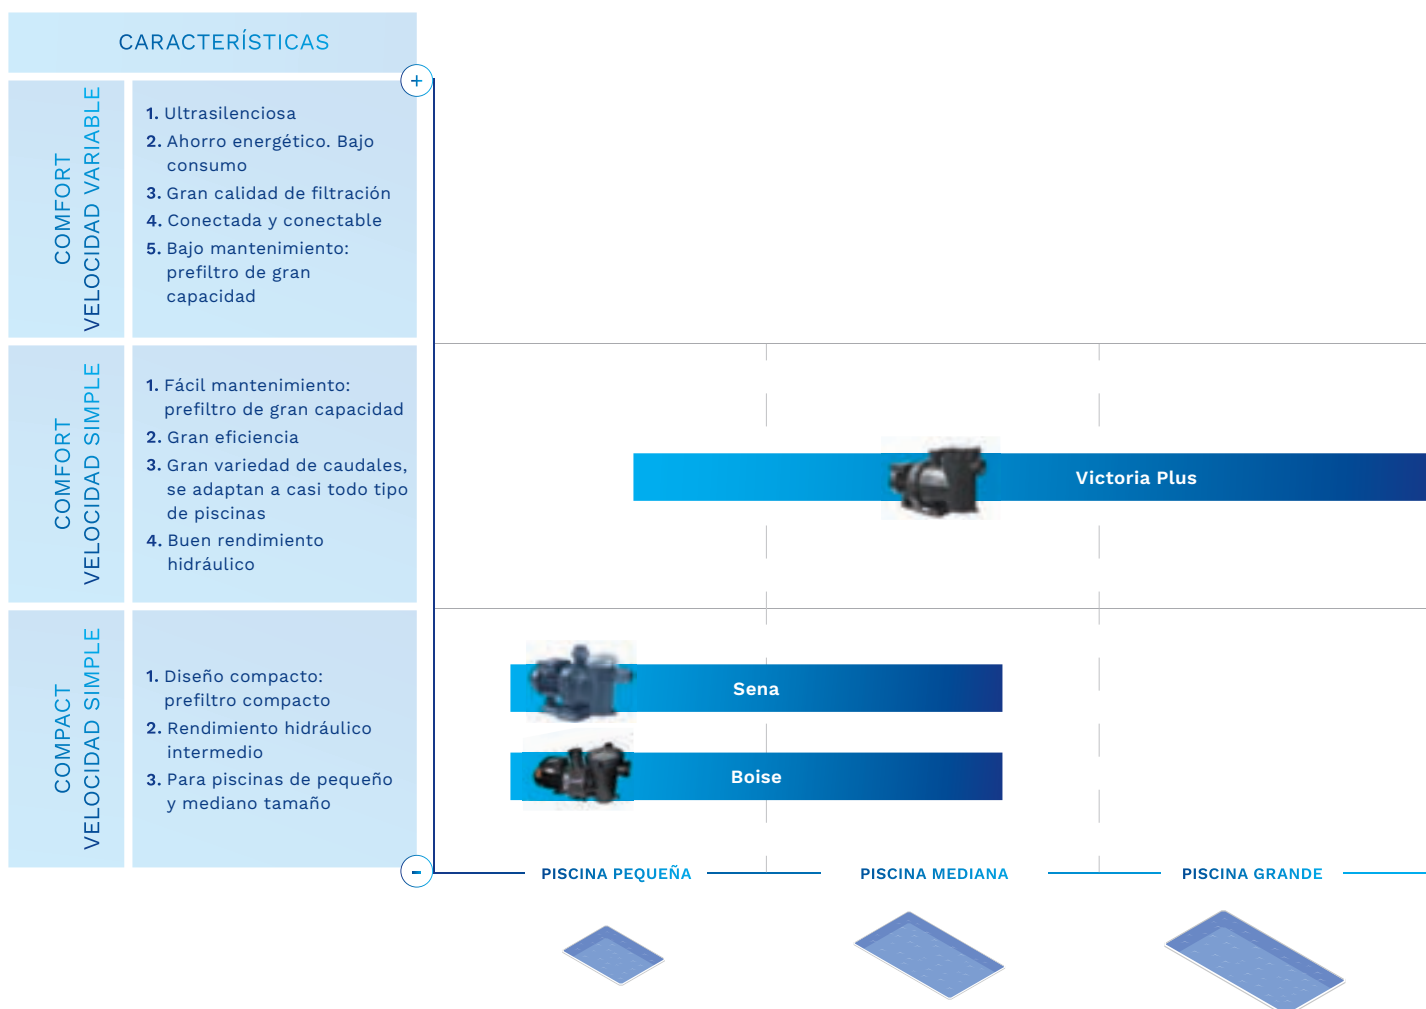 CARACTERÍSTICAS
+
COMFORT
VELOCIDAD VARIABLE
1. Ultrasilenciosa
2. Ahorro energético. Bajo
consumo
3. Gran calidad de filtración
4. Conectada y conectable
5. Bajo mantenimiento:
prefiltro de gran
capacidad
COMFORT
VELOCIDAD SIMPLE
1. Fácil mantenimiento:
prefiltro de gran capacidad
2. Gran eficiencia
3. Gran variedad de caudales,
se adaptan a casi todo tipo
de piscinas
4. Buen rendimiento
hidráulico
Victoria Plus
COMPACT
VELOCIDAD SIMPLE
1. Diseño compacto:
prefiltro compacto
2. Rendimiento hidráulico
intermedio
3. Para piscinas de pequeño
y mediano tamaño
Sena
Boise
-
PISCINA PEQUEÑA
PISCINA MEDIANA
PISCINA GRANDE